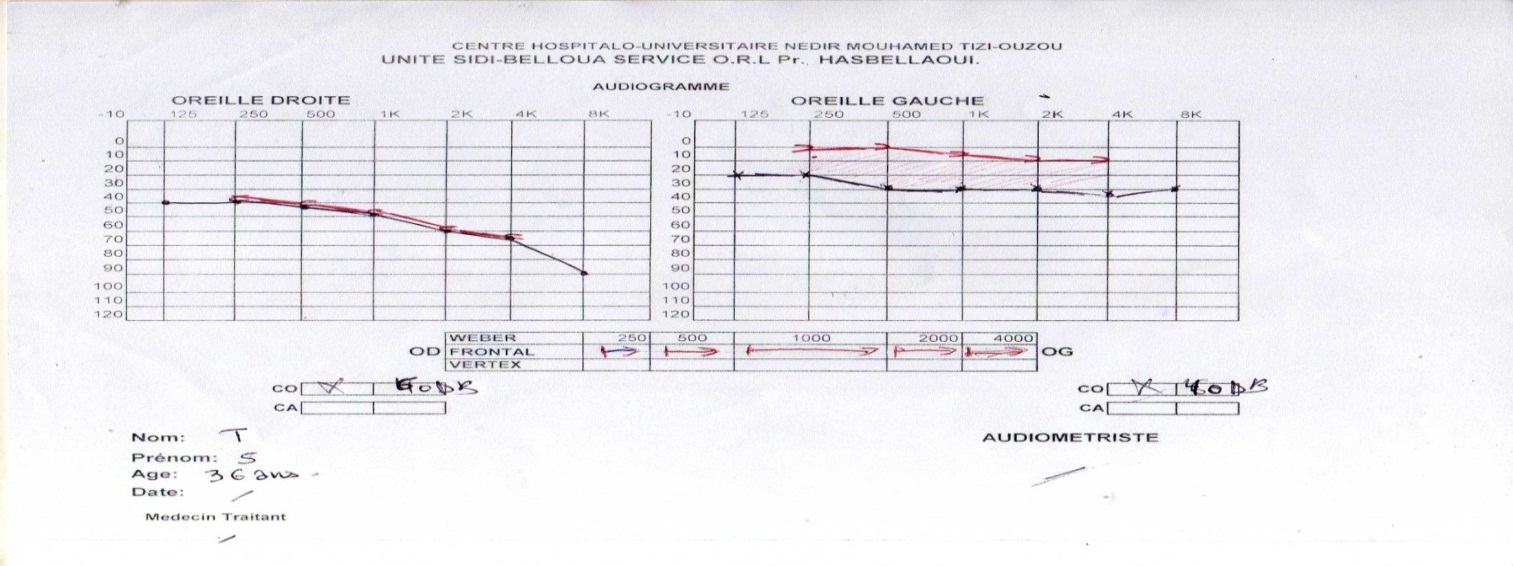 CENTRE HOSPITALO-UNIVERSITAIRE NEDIR MOUHAMED TIZI-OUZOU
UNITE SIDI-BELLOUA SERVICE O.R.L Pr.. HASBELLAOUI.
AUDIOGRAMME
OREILLE DROITE
-10 125 250 500 1K 2K 4K 8K
0
10
20
30
40
50
60
70
80
90
100
110
120
OREILLE GAUCHE
-10 125 250 500 1K 2K 4K 8K
0
10
20
30
40
50
60
70
80
90
100
110
120
WEBER 250 500 1000 2000 4000
OD FRONTAL OG
VERTEX
CO DB
CA
CO DB
CA
Nom: T
Prénom: S
Age: 36 ans
Date:
Medecin Traitant
AUDIOMETRISTE